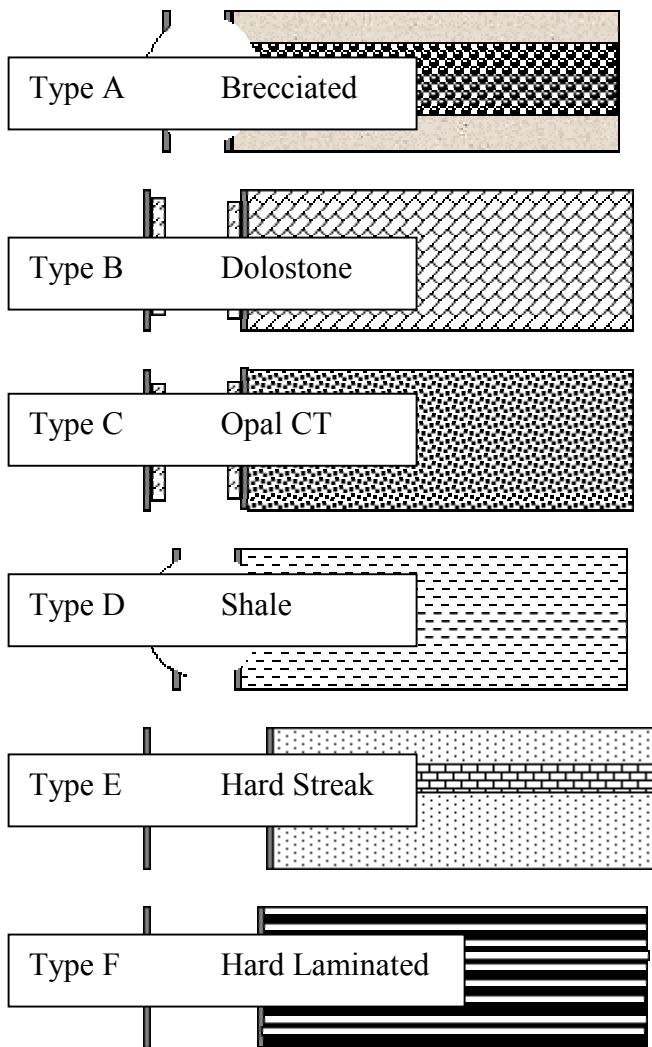 Type A Brecciated
Type B Dolostone
Type C Opal CT
Type D Shale
Type E Hard Streak
Type F Hard Laminated